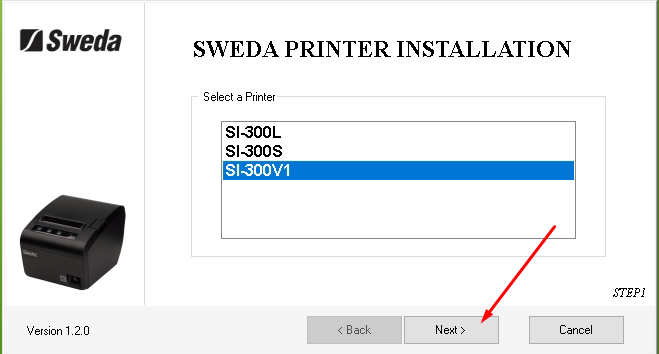 Sweda
SWEDA PRINTER INSTALLATION
Select a Printer
SI-300L
SI-300S
SI-300V1
STEP1
Version 1.2.0
< Back
Next >
Cancel